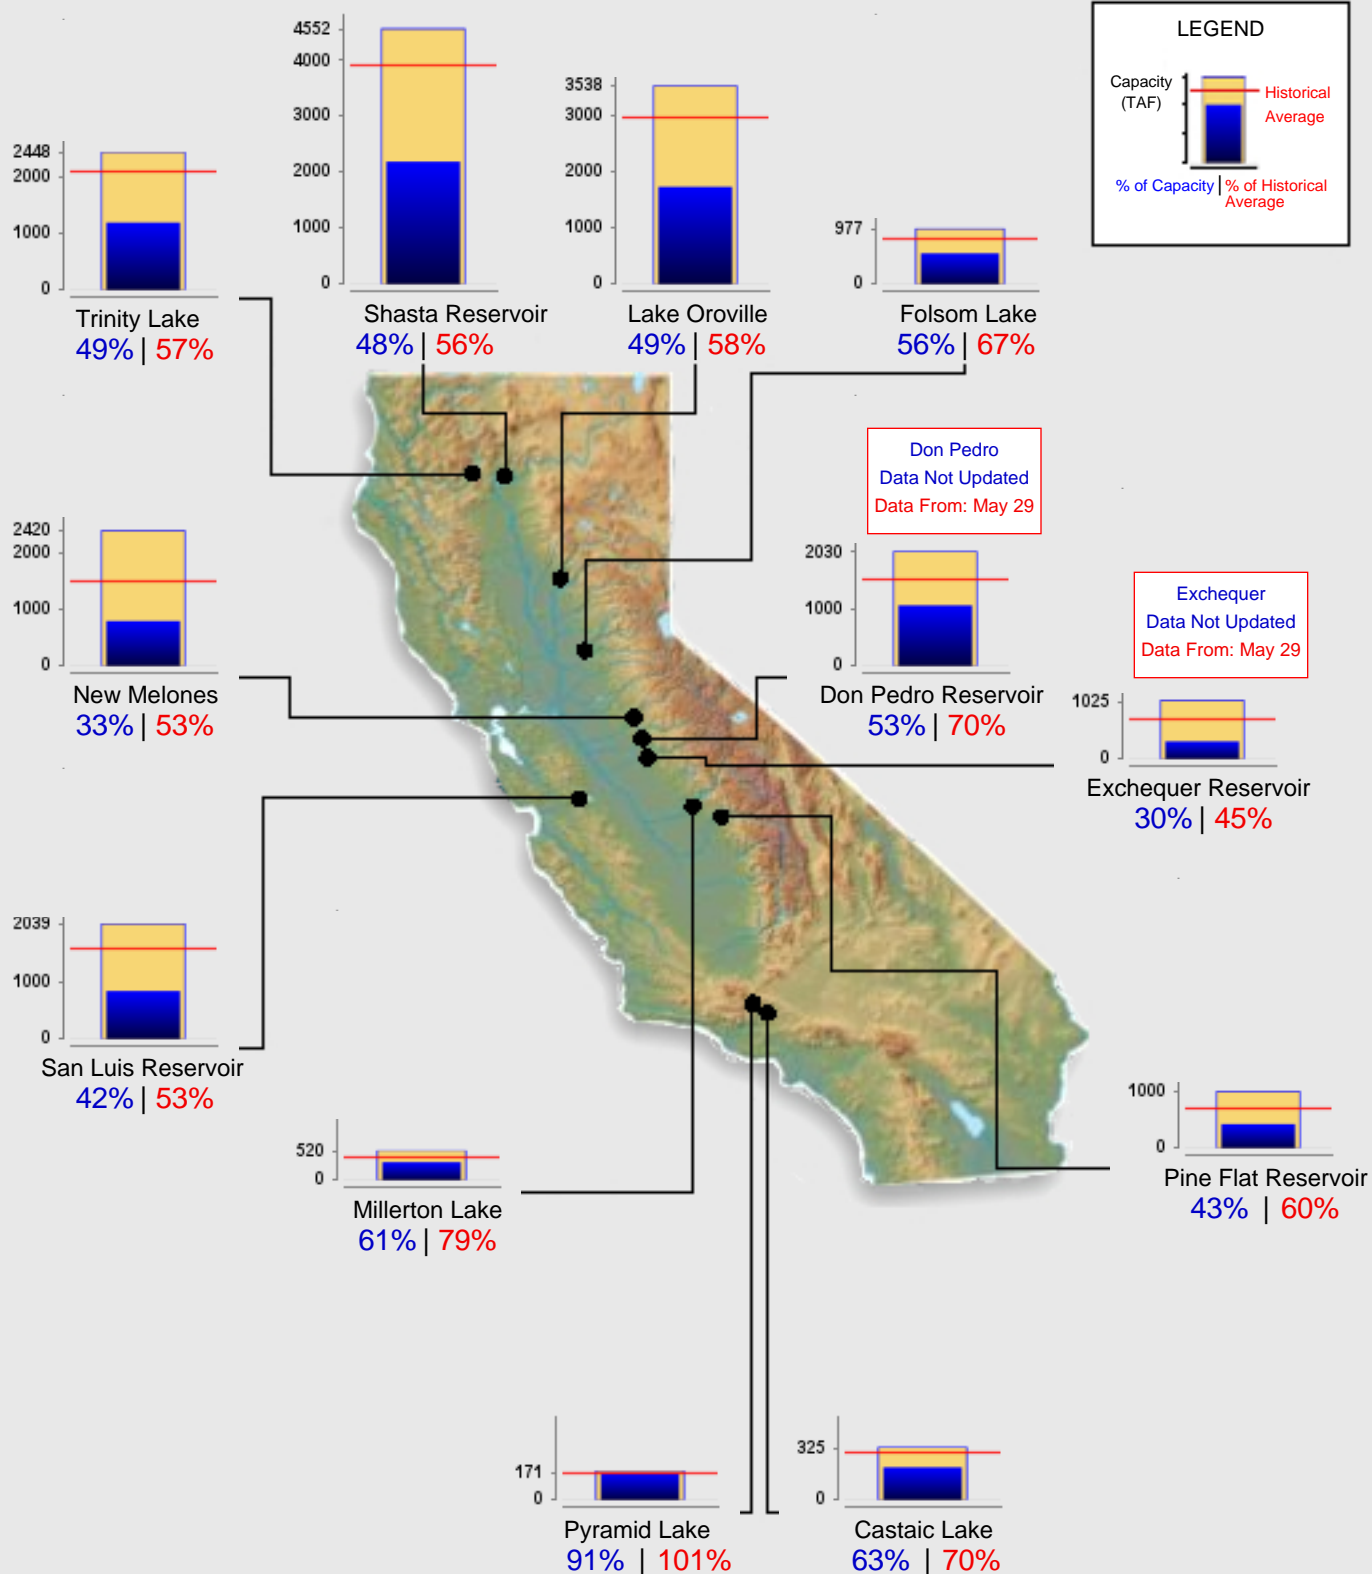 LEGEND
Capacity
(TAF)
Historical
Average
% of Capacity | % of Historical
Average
4552
4000
3000
2000
1000
0
Shasta Reservoir
48% | 56%
3538
3000
2000
1000
0
Lake Oroville
49% | 58%
2448
2000
1000
0
Trinity Lake
49% | 57%
977
0
Folsom Lake
56% | 67%
Don Pedro
Data Not Updated
Data From: May 29
2030
1000
0
Don Pedro Reservoir
53% | 70%
2420
2000
1000
0
New Melones
33% | 53%
Exchequer
Data Not Updated
Data From: May 29
1025
0
Exchequer Reservoir
30% | 45%
2039
1000
0
San Luis Reservoir
42% | 53%
1000
0
Pine Flat Reservoir
43% | 60%
520
0
Millerton Lake
61% | 79%
171
0
Pyramid Lake
91% | 101%
325
0
Castaic Lake
63% | 70%